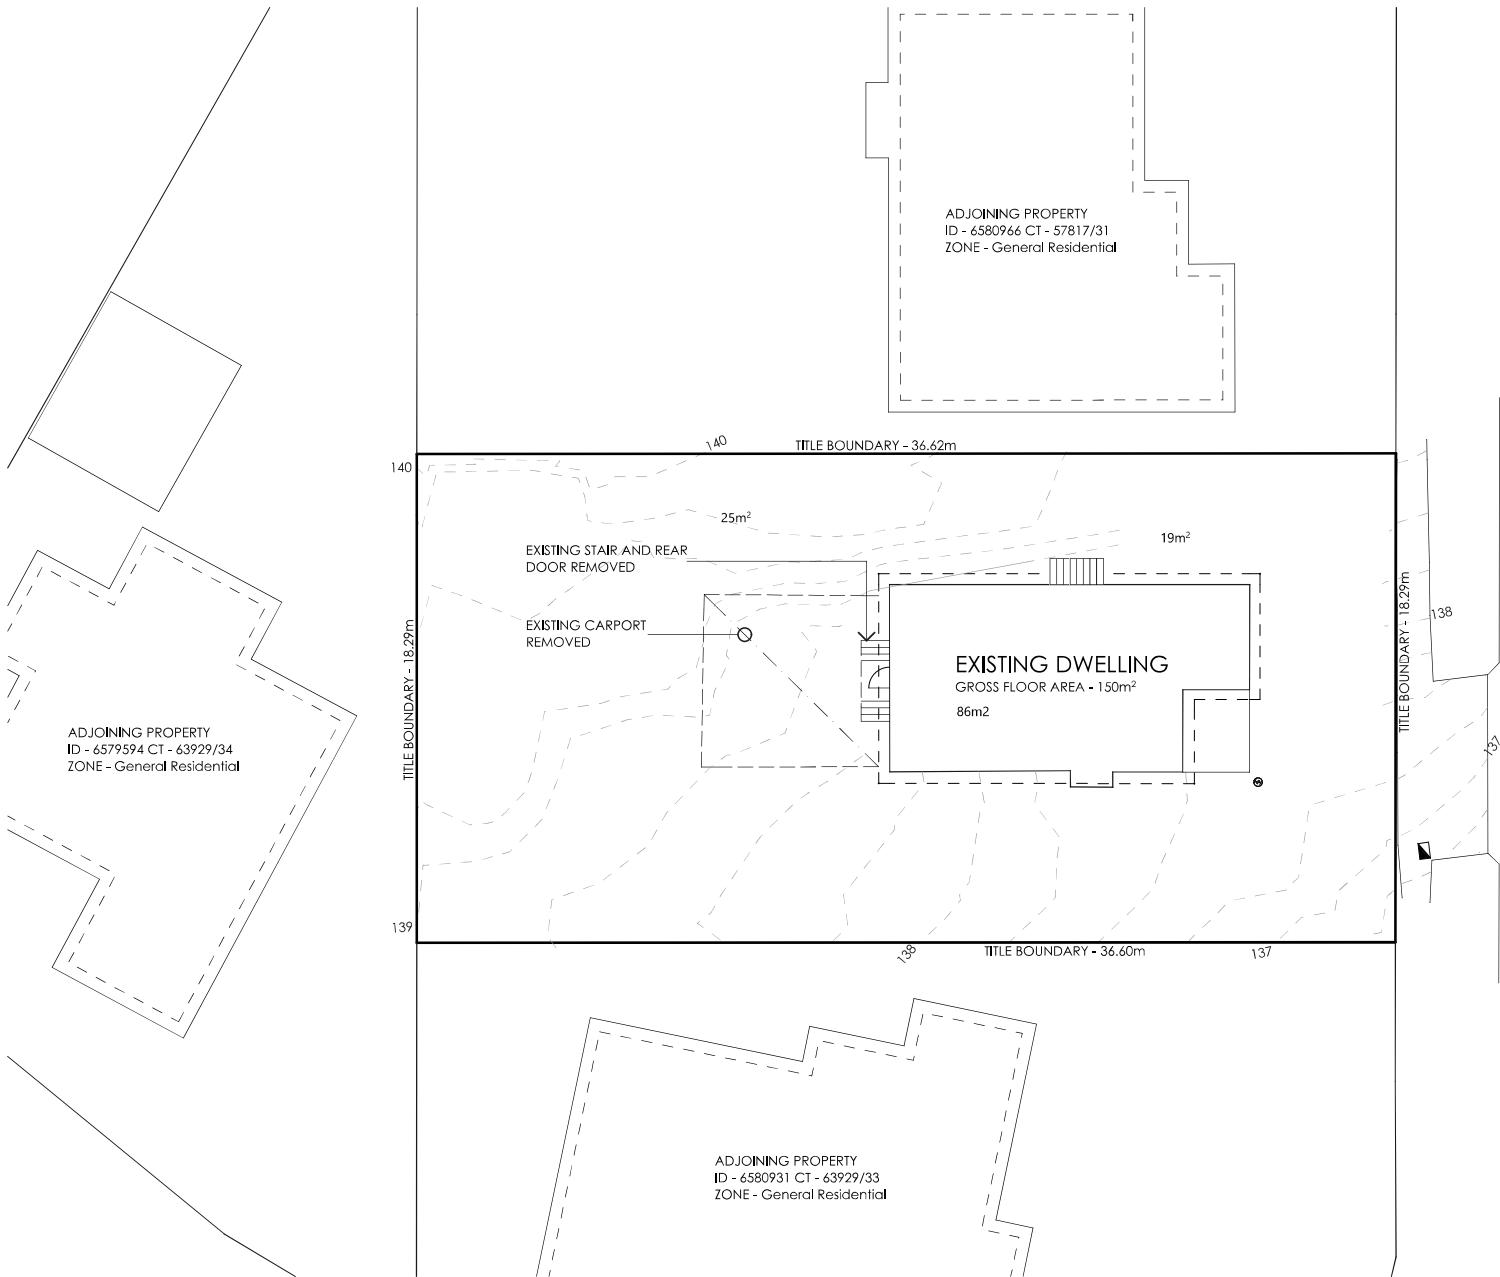 ADJOINING PROPERTY
ID - 6580966 CT - 57817/31
ZONE - General Residential
140
TITLE BOUNDARY - 36.62m
140
25m²
19m²
EXISTING STAIR AND REAR
DOOR REMOVED
EXISTING CARPORT
REMOVED
TITLE BOUNDARY - 18.29m
EXISTING DWELLING
GROSS FLOOR AREA - 150m²
86m2
TITLE BOUNDARY - 18.29m
138
137
ADJOINING PROPERTY
ID - 6579594 CT - 63929/34
ZONE - General Residential
139
138
TITLE BOUNDARY - 36.60m
137
ADJOINING PROPERTY
ID - 6580931 CT - 63929/33
ZONE - General Residential